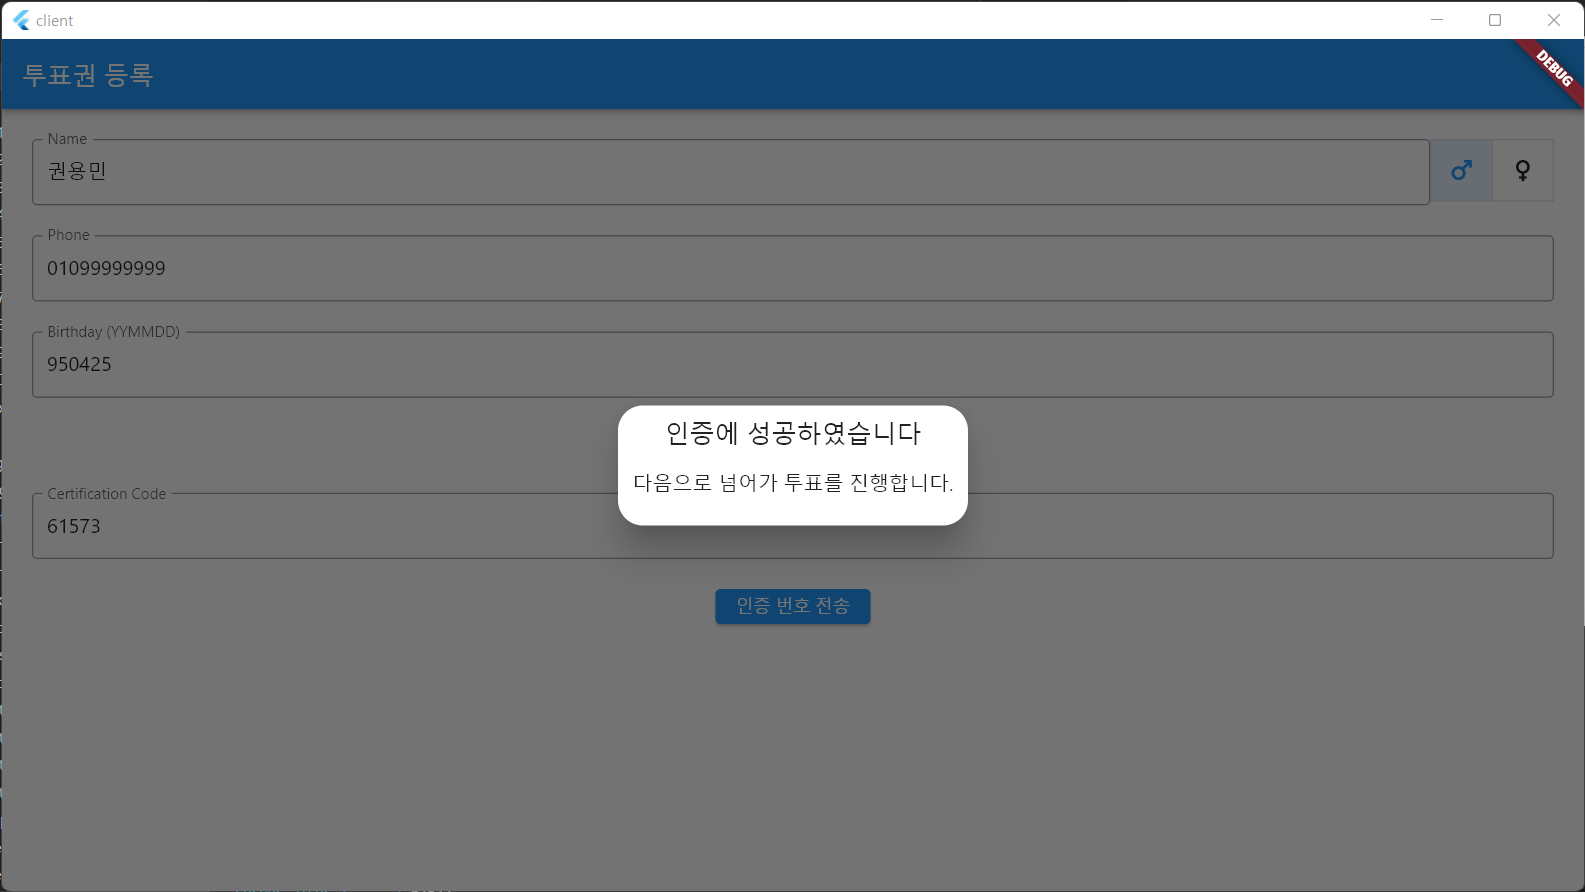 client
투표권 등록
DEBUG
Name
권용민
Phone
01099999999
Birthday (YYMMDD)
950425
인증에 성공하였습니다
다음으로 넘어가 투표를 진행합니다.
Certification Code
61573
인증 번호 전송